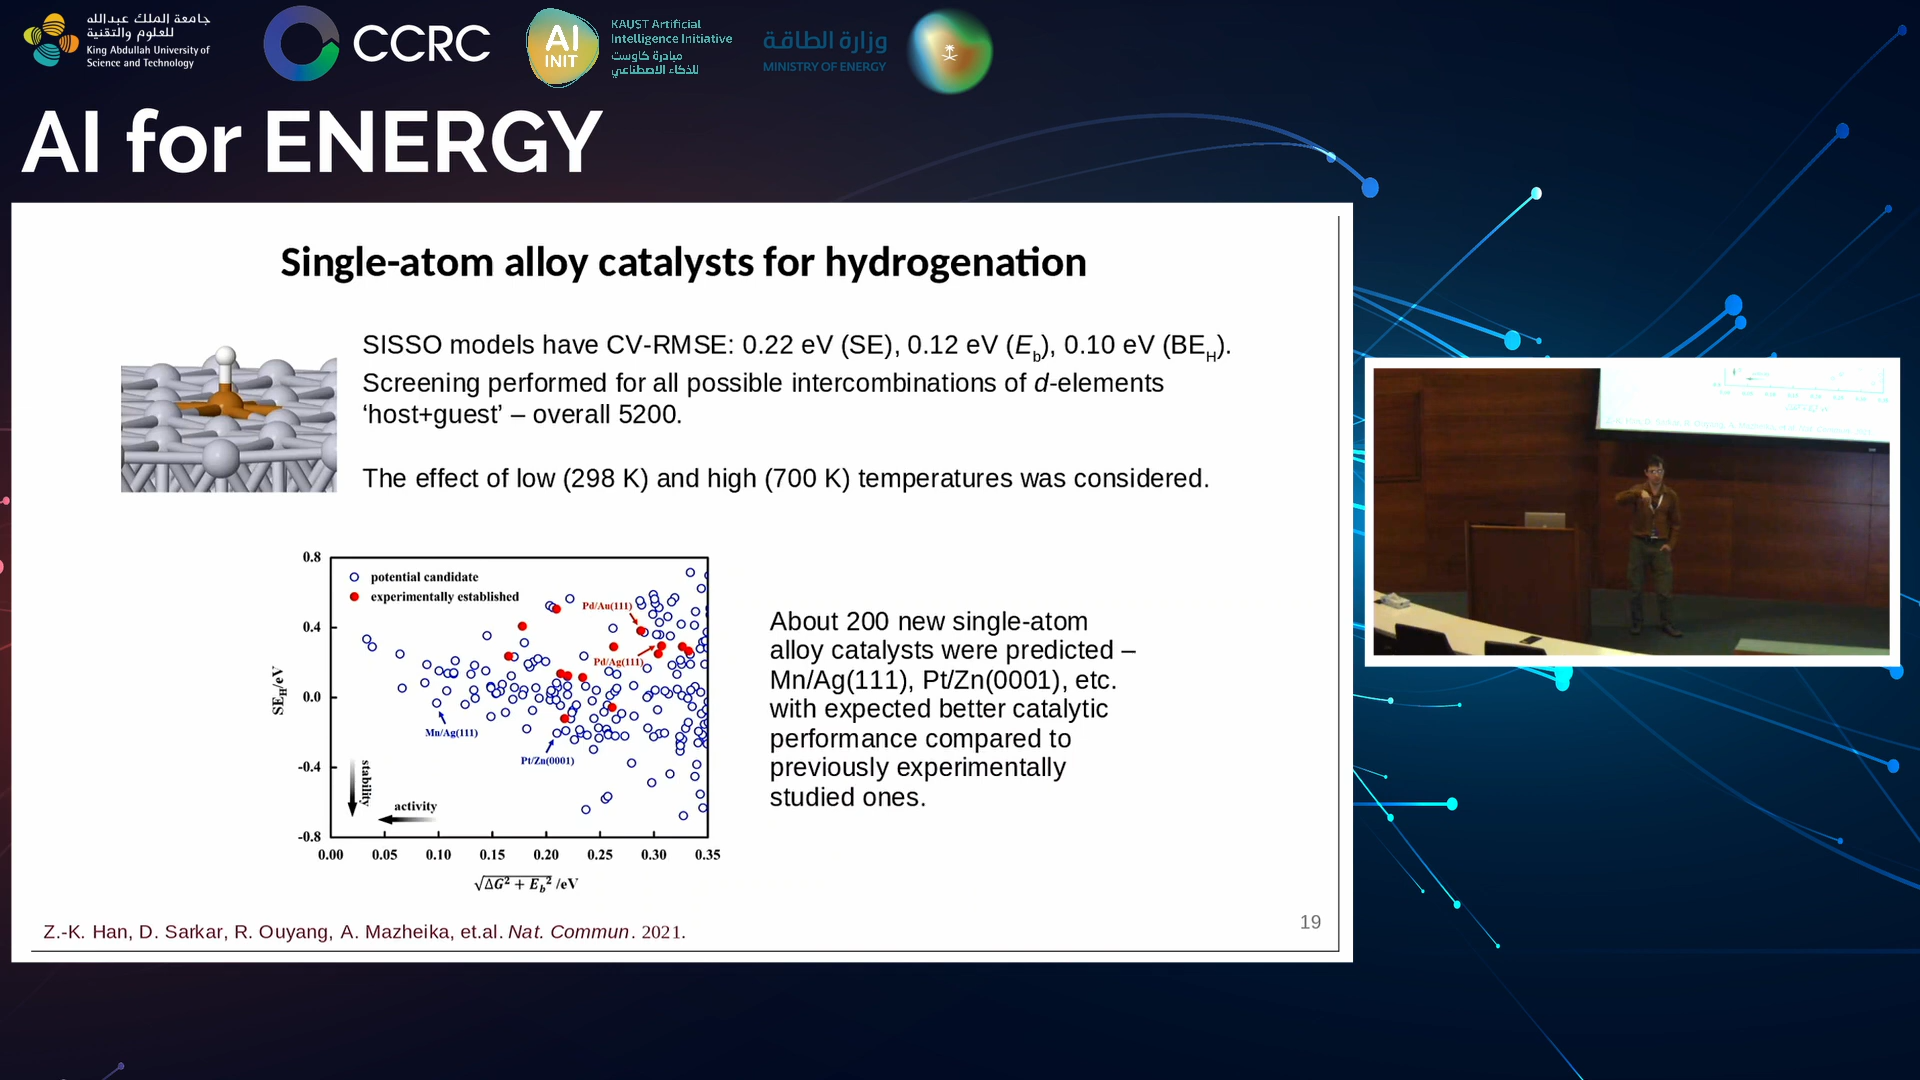 جامعة الملك عبدالله
للعلوم والتقنية
King Abdullah University of
Science and Technology
CCRC
AI
INIT
KAUST Artificial
Intelligence Initiative
مبادرة كاوست
للذكاء الاصطناعي
وزارة الطاقة
MINISTRY OF ENERGY
AI for ENERGY
Single-atom alloy catalysts for hydrogenation
SISSO models have CV-RMSE: 0.22 eV (SE), 0.12 eV (Eb), 0.10 eV (BEH).
Screening performed for all possible intercombinations of d-elements
‘host+guest’ – overall 5200.
The effect of low (298 K) and high (700 K) temperatures was considered.
0.8
0.4
0.0
-0.4
-0.8
SEH/eV
potential candidate
experimentally established
Pd/Au(111)
Pd/Ag(111)
Mn/Ag(111)
Pt/Zn(0001)
stability
activity
0.00 0.05 0.10 0.15 0.20 0.25 0.30 0.35
√ΔG² + Eb² /eV
About 200 new single-atom
alloy catalysts were predicted –
Mn/Ag(111), Pt/Zn(0001), etc.
with expected better catalytic
performance compared to
previously experimentally
studied ones.
Z.-K. Han, D. Sarkar, R. Ouyang, A. Mazheika, et.al. Nat. Commun. 2021.
19